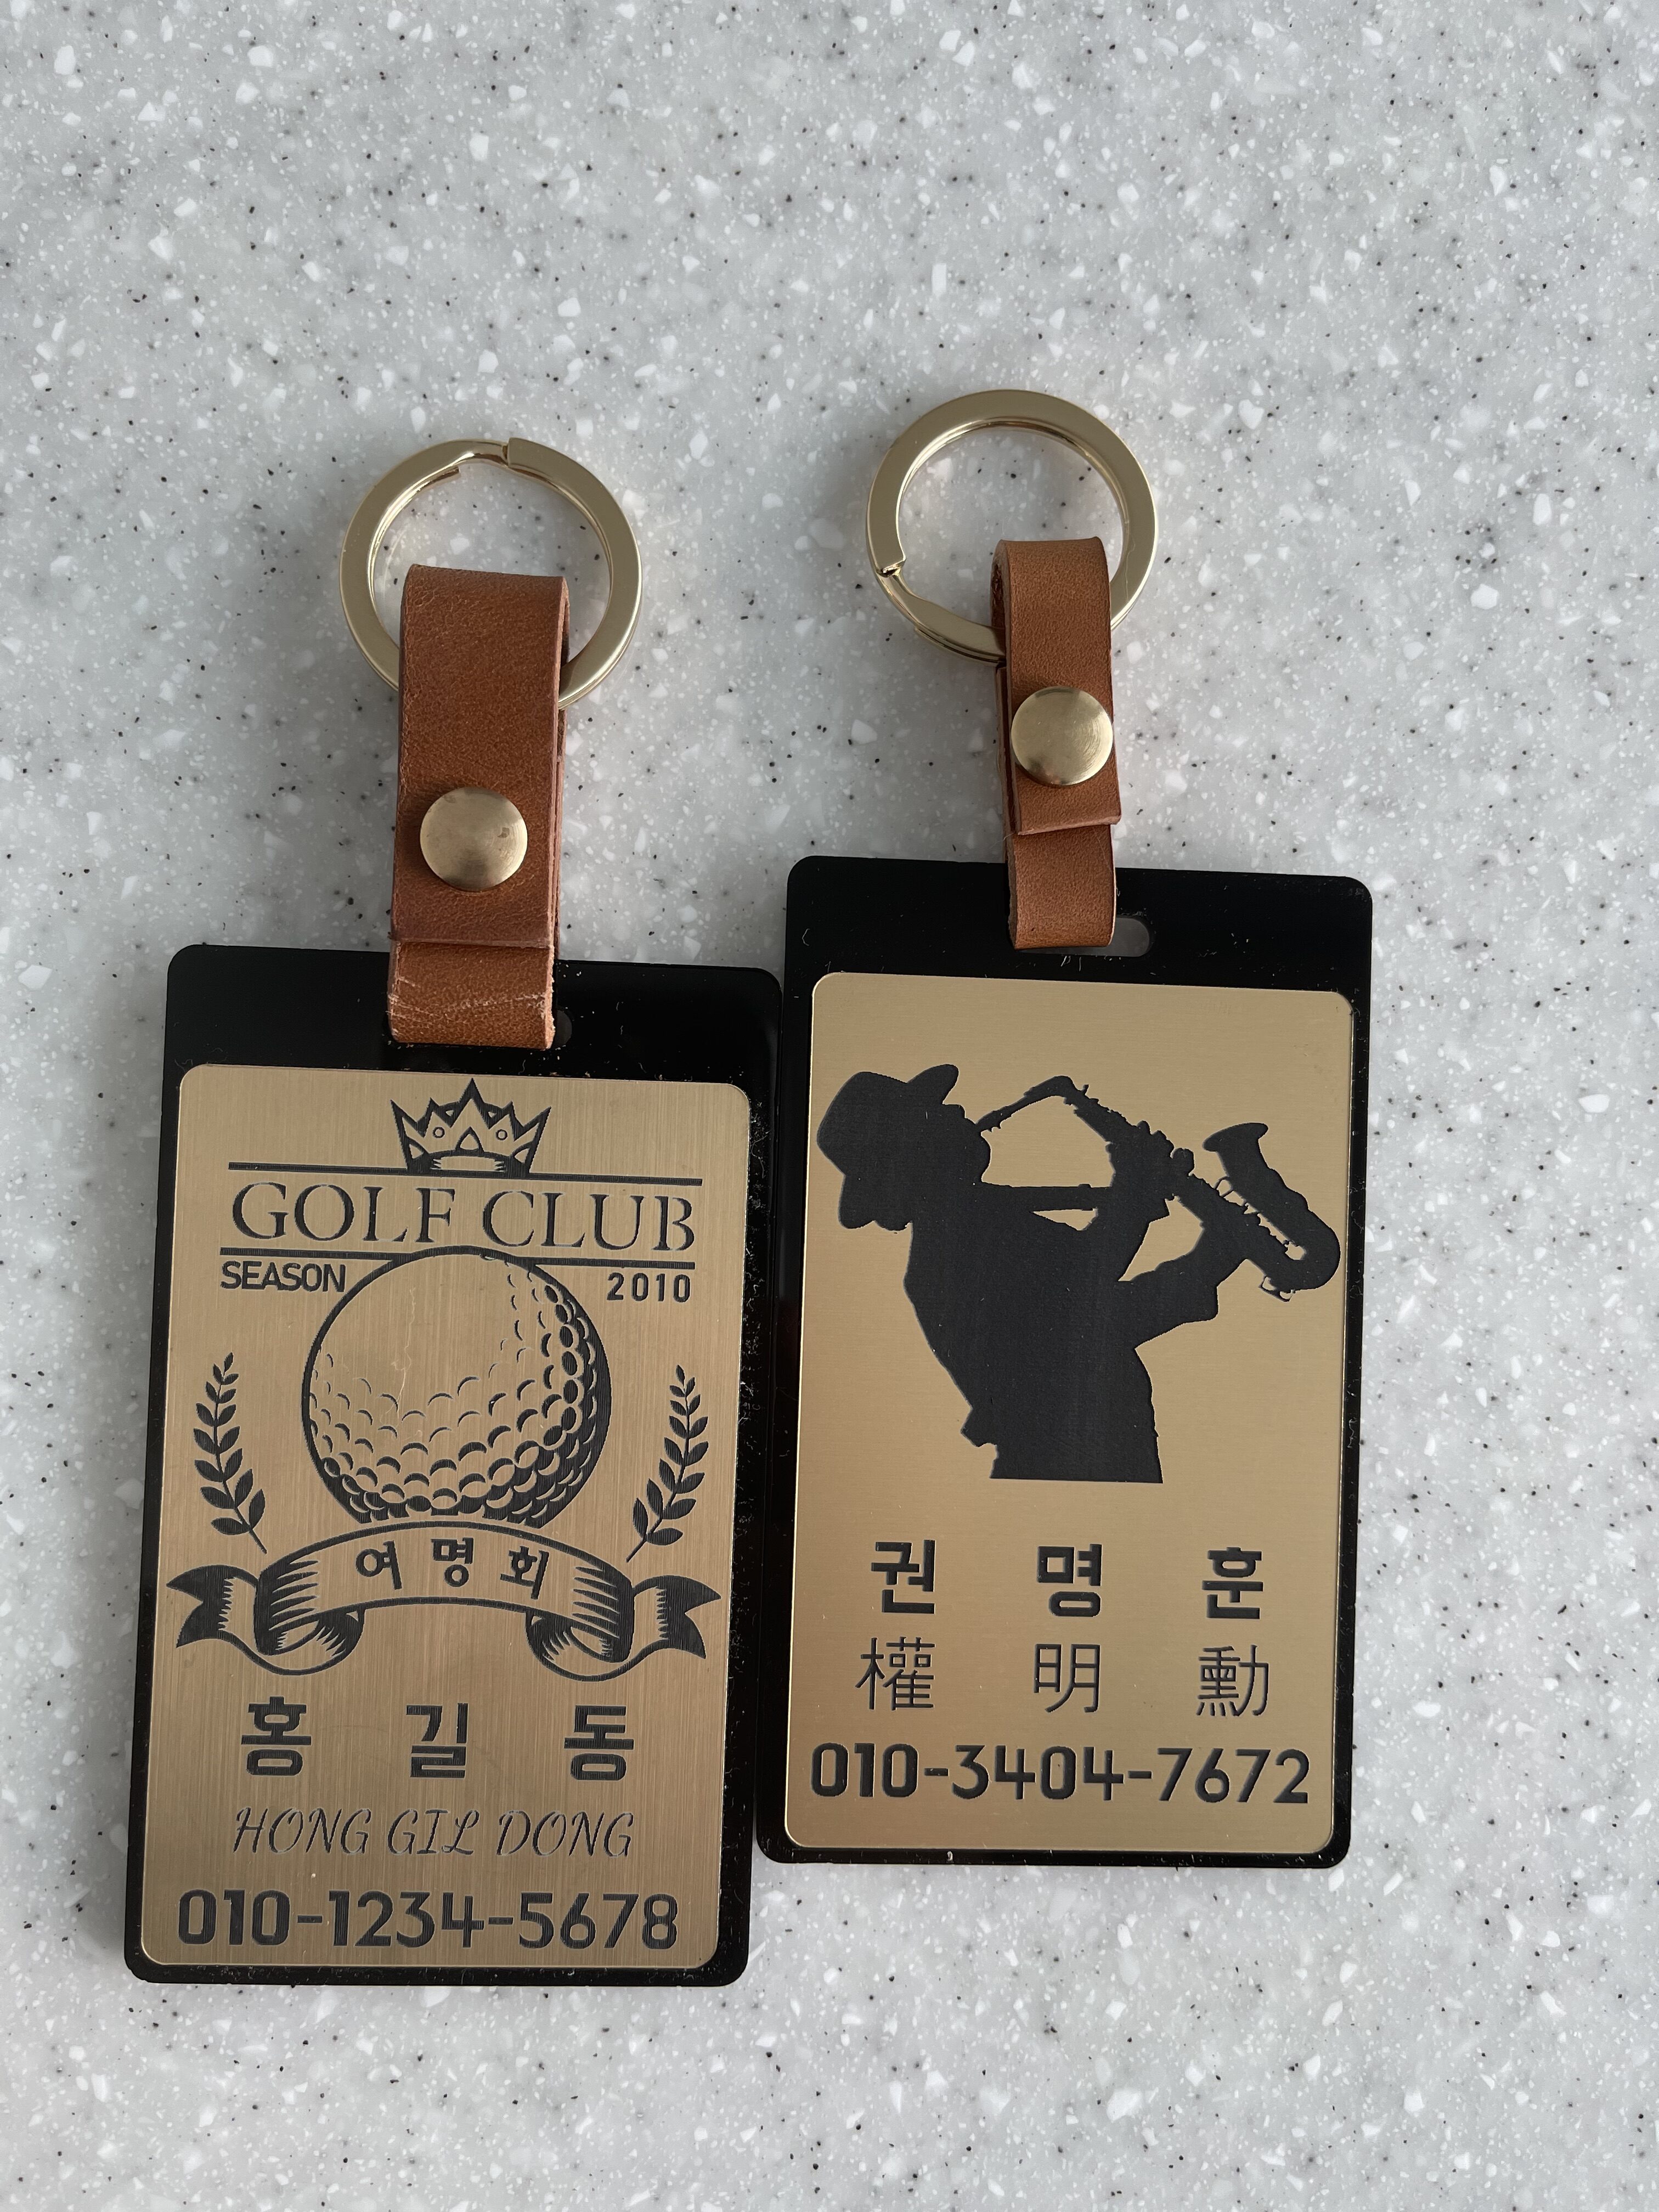 GOLF CLUB
SEASON 2010
여명회
홍 길 동
HONG GIL DONG
010-1234-5678
권 명 훈
權 明 勳
010-3404-7672